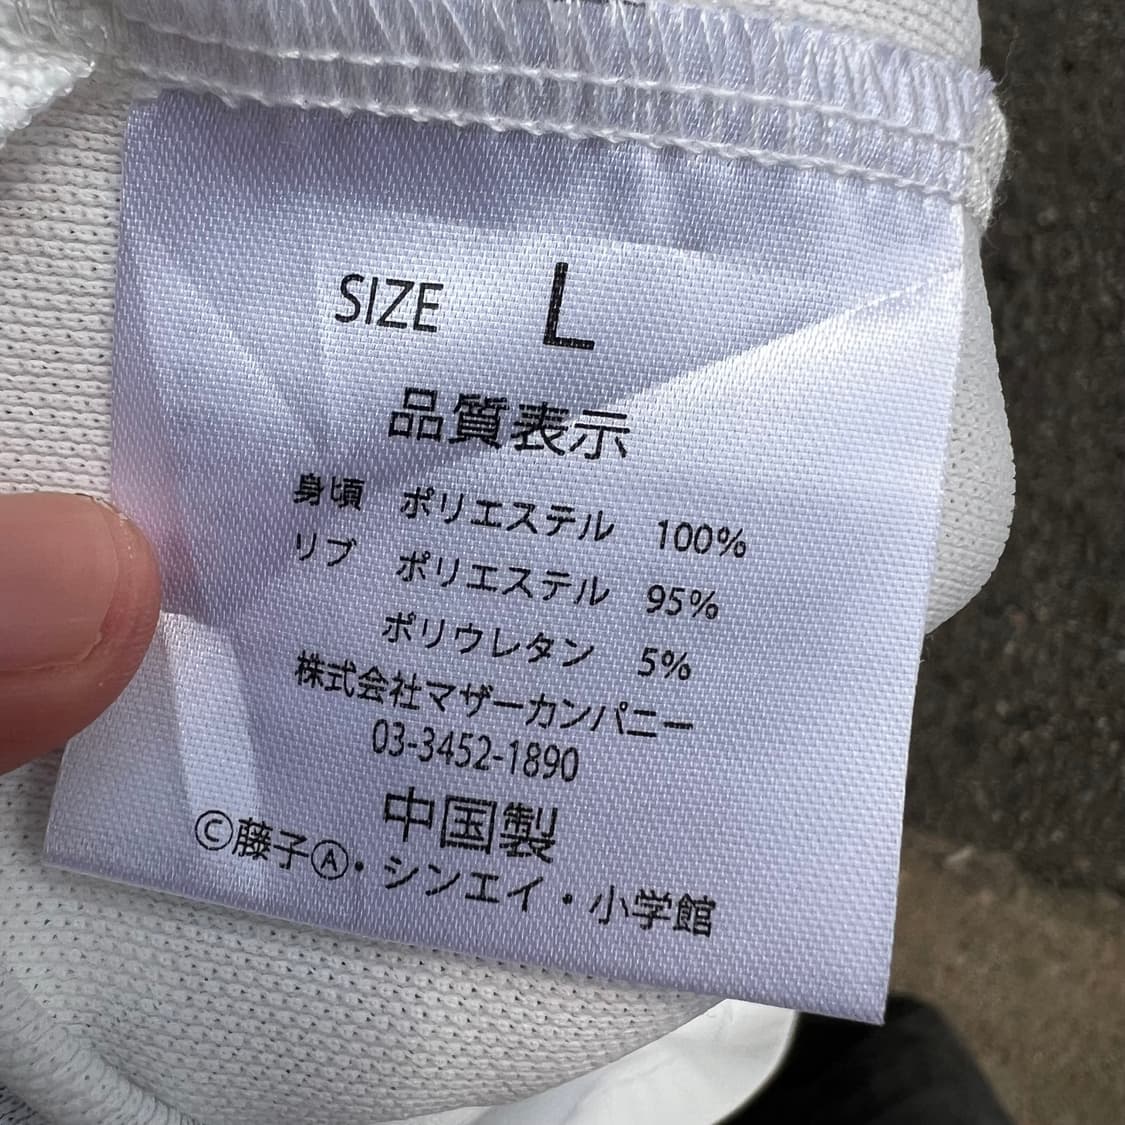 SIZE L
品質表示
身頃 ポリエステル 100%
リブ ポリエステル 95%
ポリウレタン 5%
株式会社マザーカンパニー
03-3452-1890
中国製
©藤子Ⓐ・シンエイ・小学館